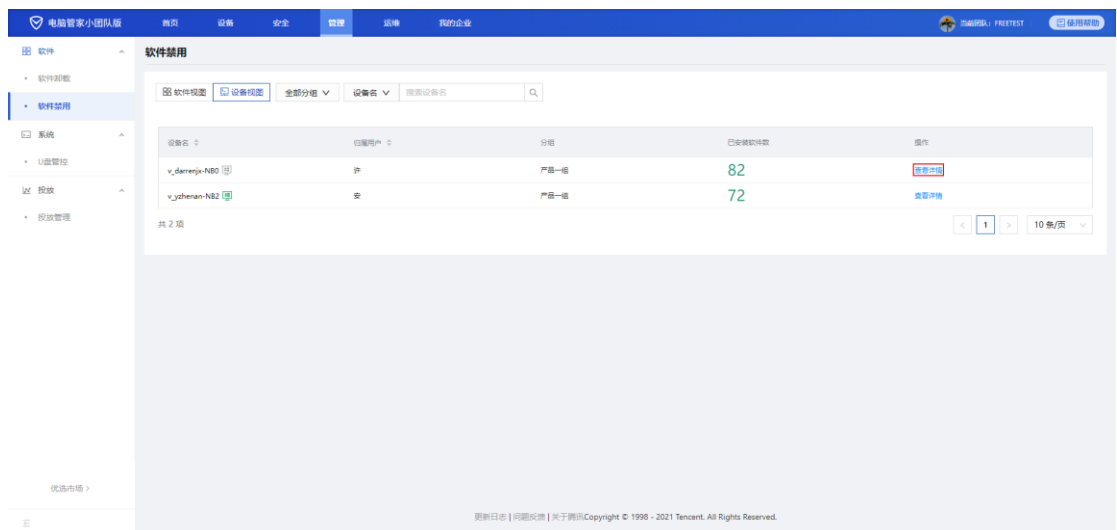 电脑管家小团队版 首页 设备 安全 管理 运维 我的企业 当前团队：FREETEST 使用帮助
软件
软件卸载
软件禁用
系统
U盘管控
投放
投放管理
优选市场 >
软件禁用
软件视图 设备视图 全部分组 设备名 搜索设备名
设备名 归属用户 分组 已安装软件数 操作
v_darrenjx-NB0 许 产品一组 82 查看详情
v_yzhenan-NB2 安 产品一组 72 查看详情
共 2 项 < 1 > 10 条/页
更新日志 | 问题反馈 | 关于腾讯Copyright © 1998 - 2021 Tencent. All Rights Reserved.